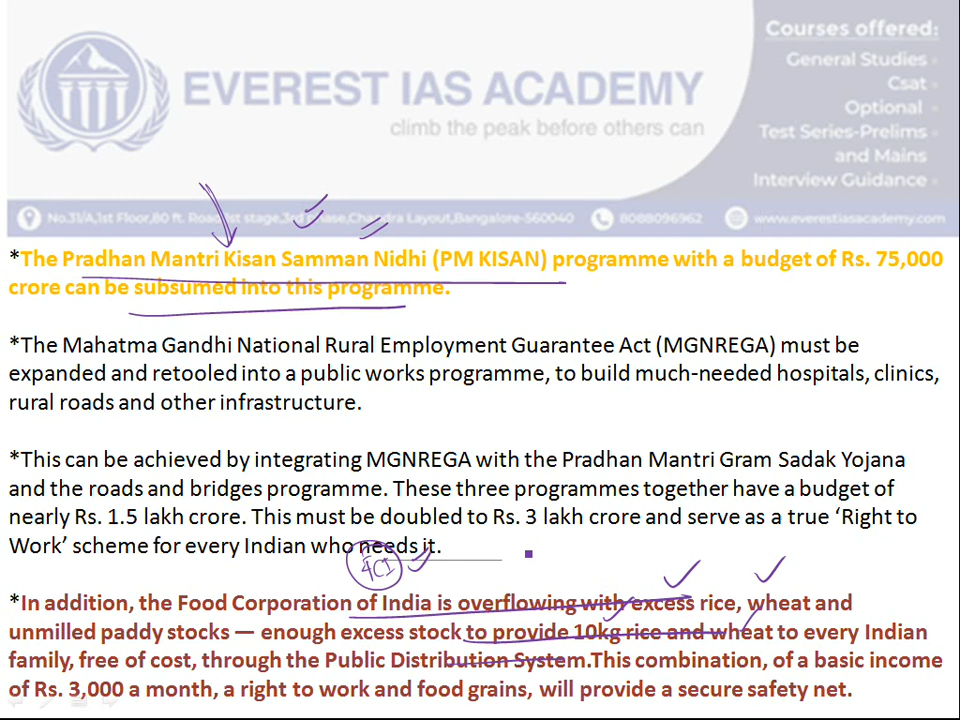 Courses offered:
General Studies
Csat
Optional
Test Series-Prelims
and Mains
Interview Guidance
EVEREST IAS ACADEMY
climb the peak before others can
No.31/A,1st Floor,80 ft. Layout,Bangalore-560040
8088096962
www.everestiasacademy.com
*The Pradhan Mantri Kisan Samman Nidhi (PM KISAN) programme with a budget of Rs. 75,000
crore can be subsumed into this programme.
*The Mahatma Gandhi National Rural Employment Guarantee Act (MGNREGA) must be
expanded and retooled into a public works programme, to build much-needed hospitals, clinics,
rural roads and other infrastructure.
*This can be achieved by integrating MGNREGA with the Pradhan Mantri Gram Sadak Yojana
and the roads and bridges programme. These three programmes together have a budget of
nearly Rs. 1.5 lakh crore. This must be doubled to Rs. 3 lakh crore and serve as a true ‘Right to
Work’ scheme for every Indian who needs it.
FCI
*In addition, the Food Corporation of India is overflowing with excess rice, wheat and
unmilled paddy stocks — enough excess stock to provide 10kg rice and wheat to every Indian
family, free of cost, through the Public Distribution System.This combination, of a basic income
of Rs. 3,000 a month, a right to work and food grains, will provide a secure safety net.